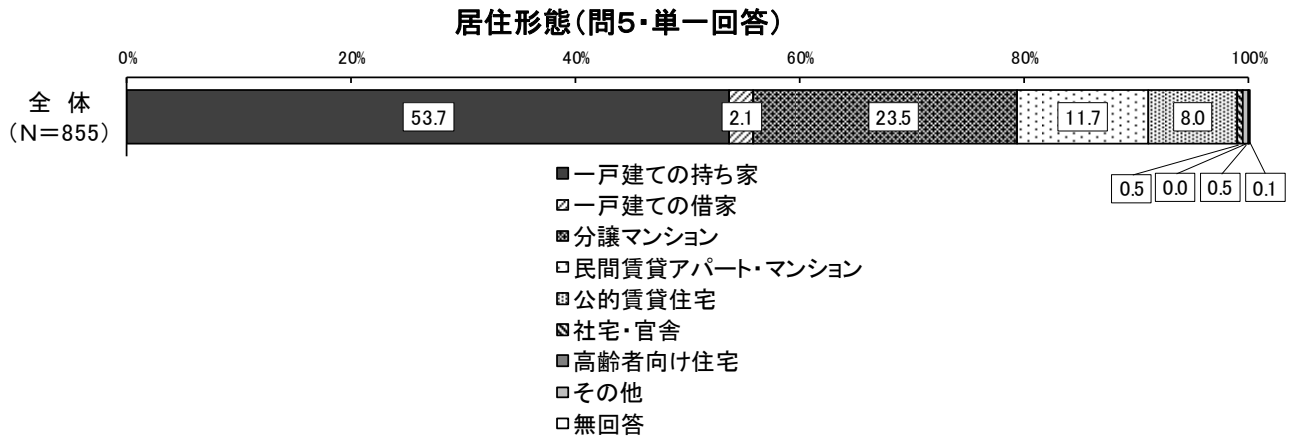 居住形態(問5・単一回答)
0% 20% 40% 60% 80% 100%
全 体
(N=855)
53.7 2.1 23.5 11.7 8.0
0.5 0.0 0.5 0.1
一戸建ての持ち家
一戸建ての借家
分譲マンション
民間賃貸アパート・マンション
公的賃貸住宅
社宅・官舎
高齢者向け住宅
その他
無回答